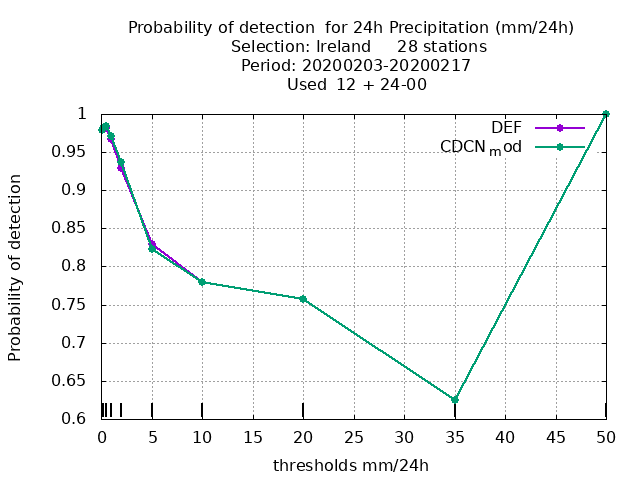 Probability of detection  for 24h Precipitation (mm/24h)
Selection: Ireland     28 stations
Period: 20200203-20200217
Used  12 + 24-00
DEF
CDCN_mod
Probability of detection
1
0.95
0.9
0.85
0.8
0.75
0.7
0.65
0.6
0 5 10 15 20 25 30 35 40 45 50
thresholds mm/24h